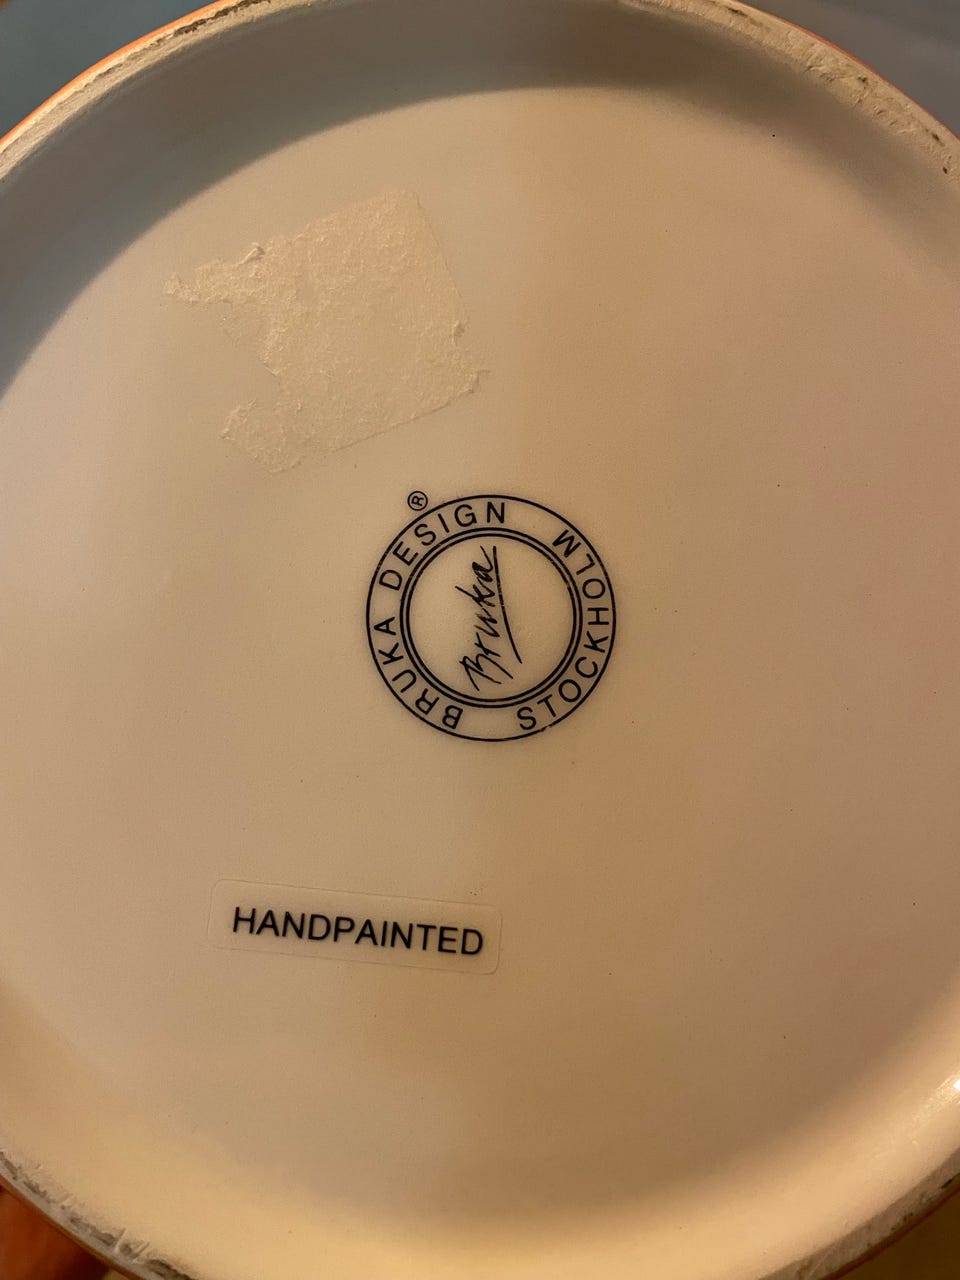 ®
BRUKA DESIGN
STOCKHOLM
Bruka
HANDPAINTED